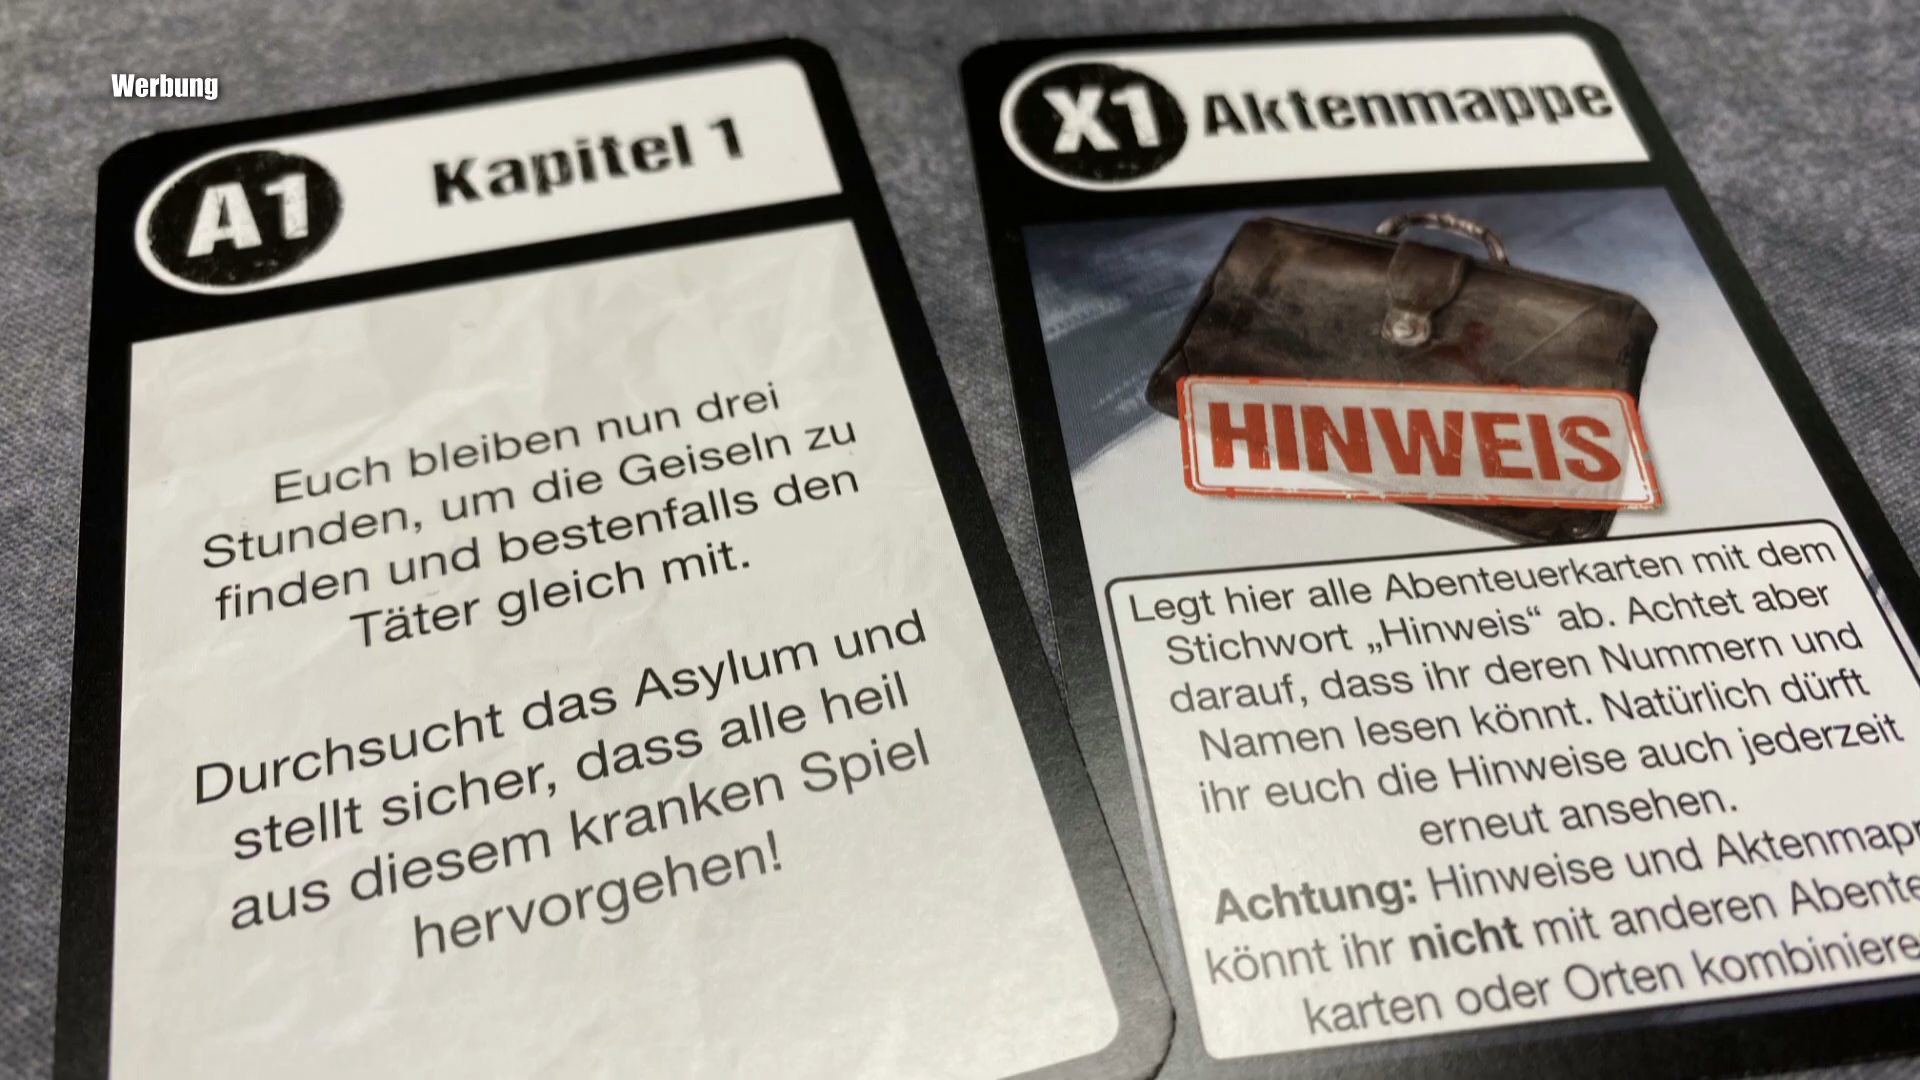 Werbung
A1 Kapitel 1
Euch bleiben nun drei
Stunden, um die Geiseln zu
finden und bestenfalls den
Täter gleich mit.
Durchsucht das Asylum und
stellt sicher, dass alle heil
aus diesem kranken Spiel
hervorgehen!
X1 Aktenmappe
HINWEIS
Legt hier alle Abenteuerkarten mit dem
Stichwort „Hinweis“ ab. Achtet aber
darauf, dass ihr deren Nummern und
Namen lesen könnt. Natürlich dürft
ihr euch die Hinweise auch jederzeit
erneut ansehen.
Achtung: Hinweise und Aktenmapp
könnt ihr nicht mit anderen Abente
karten oder Orten kombiniere